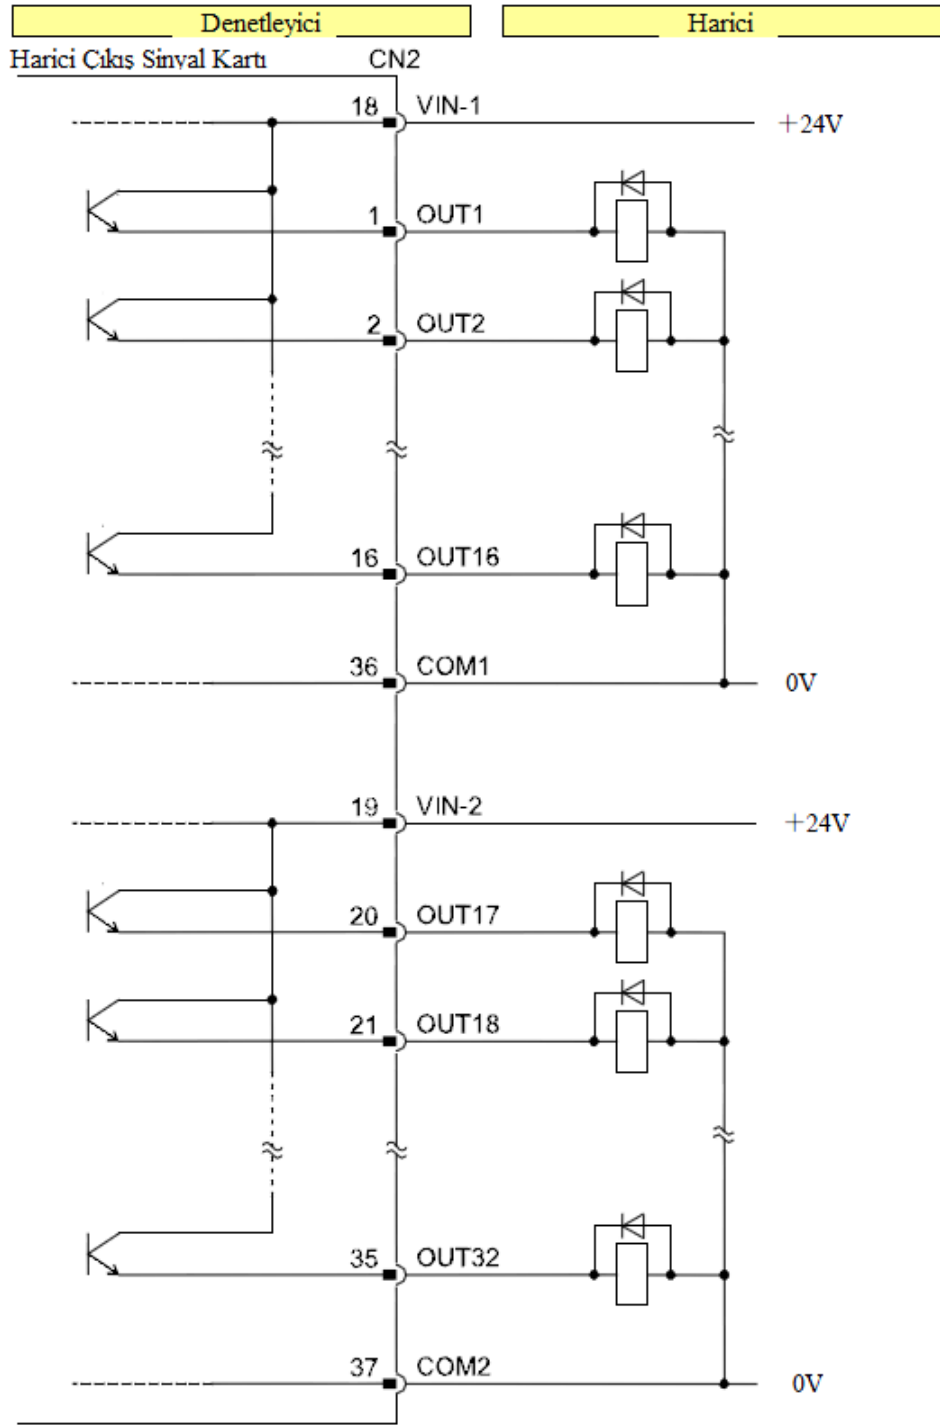 Denetleyici Harici
Harici Çıkış Sinyal Kartı CN2
18 VIN-1 +24V
1 OUT1
2 OUT2
16 OUT16
36 COM1 0V
19 VIN-2 +24V
20 OUT17
21 OUT18
35 OUT32
37 COM2 0V